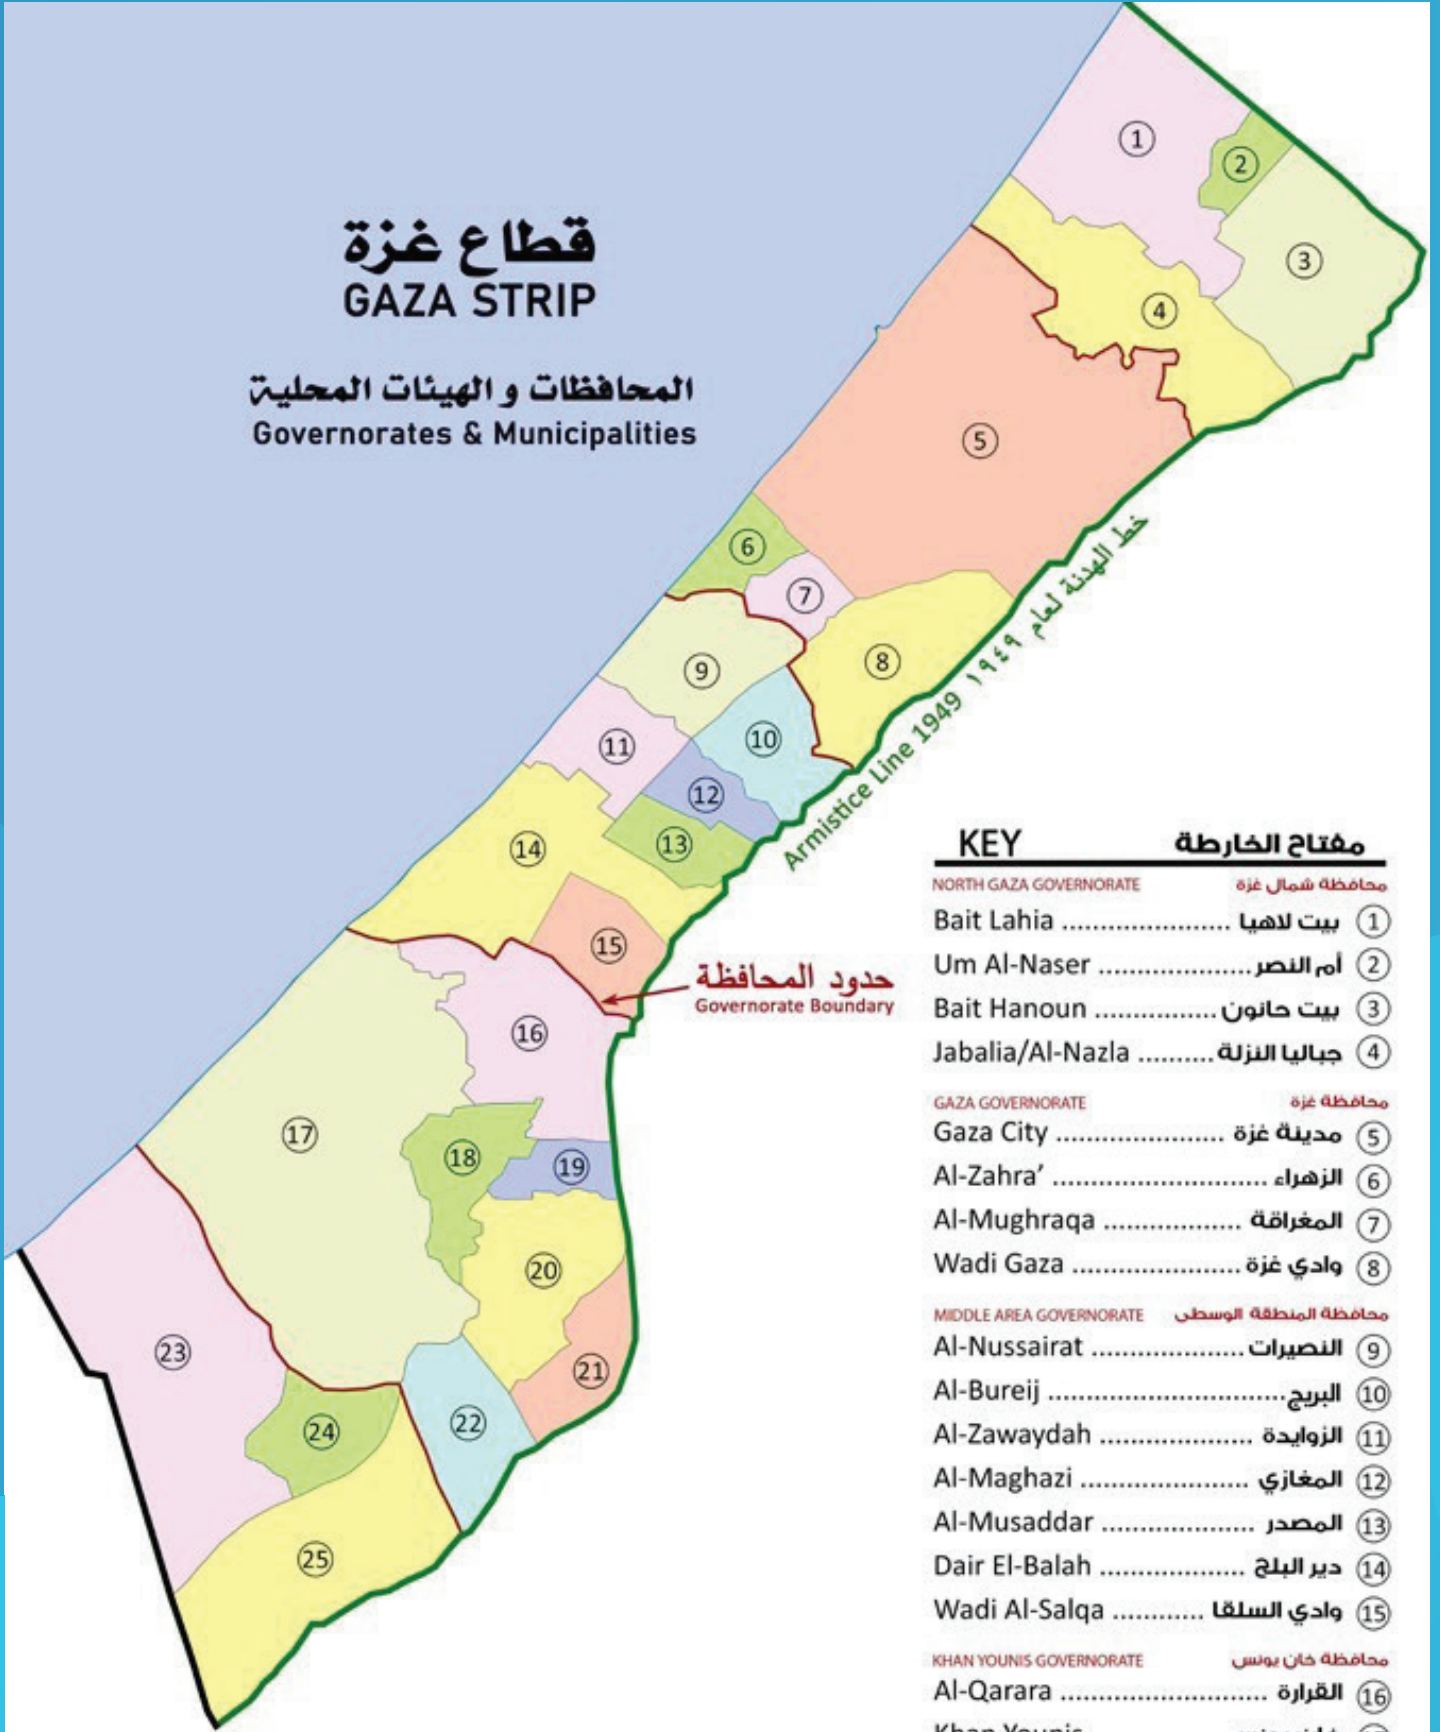 قطاع غزة
GAZA STRIP
المحافظات و الهيئات المحلية
Governorates & Municipalities
1
2
3
4
5
6
7
8
9
10
11
12
13
14
15
16
17
18
19
20
21
22
23
24
25
Armistice Line 1949 خط الهدنة لعام ١٩٤٩
حدود المحافظة
Governorate Boundary
KEY مفتاح الخارطة
NORTH GAZA GOVERNORATE محافظة شمال غزة
Bait Lahia ........................ بيت لاهيا 1
Um Al-Naser ...................... أم النصر 2
Bait Hanoun ................. بيت حانون 3
Jabalia/Al-Nazla .......... جباليا النزلة 4
GAZA GOVERNORATE محافظة غزة
Gaza City ........................ مدينة غزة 5
Al-Zahra’ ............................... الزهراء 6
Al-Mughraqa .................... المغراقة 7
Wadi Gaza ........................ وادي غزة 8
MIDDLE AREA GOVERNORATE محافظة المنطقة الوسطى
Al-Nussairat ...................... النصيرات 9
Al-Bureij .................................. البريج 10
Al-Zawaydah ...................... الزوايدة 11
Al-Maghazi ........................ المغازي 12
Al-Musaddar ...................... المصدر 13
Dair El-Balah ..................... دير البلح 14
Wadi Al-Salqa ............ وادي السلقا 15
KHAN YOUNIS GOVERNORATE محافظة خان يونس
Al-Qarara .............................. القرارة 16
Khan Younis